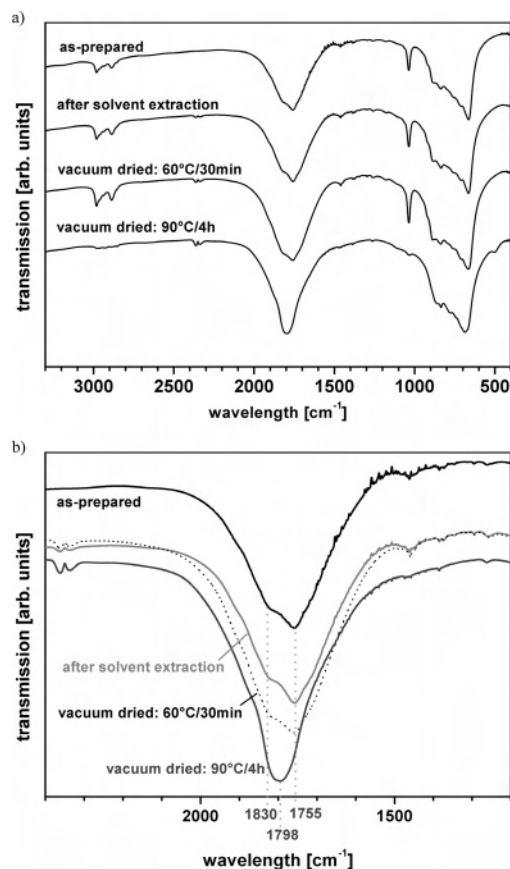 a)
as-prepared
after solvent extraction
vacuum dried: 60°C/30min
vacuum dried: 90°C/4h
transmission [arb. units]
3000 2500 2000 1500 1000 500
wavelength [cm⁻¹]
b)
as-prepared
after solvent extraction
vacuum dried: 60°C/30min
vacuum dried: 90°C/4h
transmission [arb. units]
2000 1500
1830 1755
1798
wavelength [cm⁻¹]